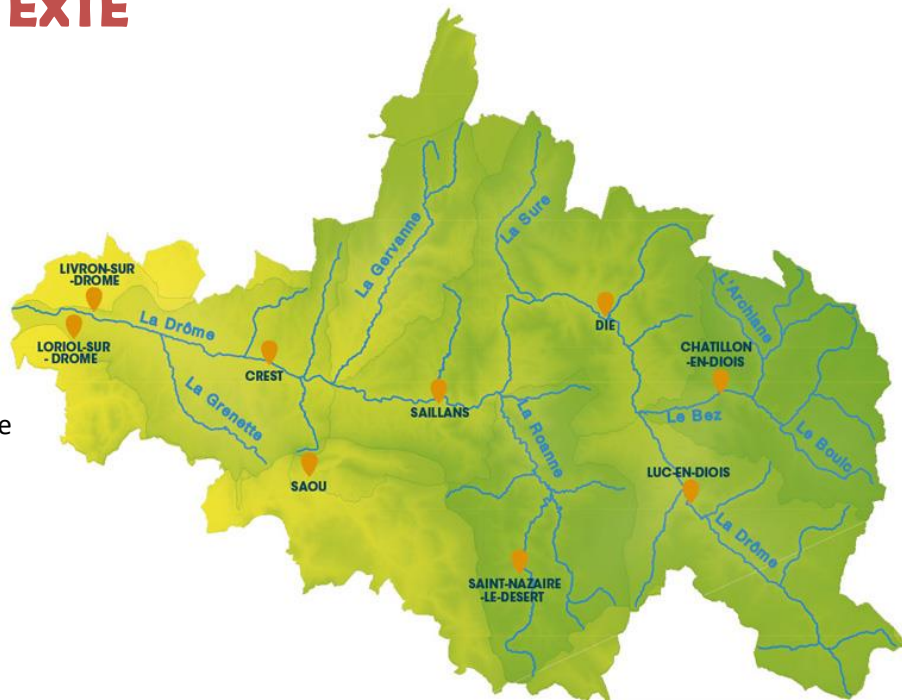 EXTE
La Gervanne
La Sure
LIVRON-SUR
-DROME
La Drôme
LORIOL-SUR
- DROME
L'Archiane
DIE
CHATILLON
-EN-DIOIS
CREST
La Grenette
e
SAILLANS
La Roanne
Le Bez
Le Boulc
SAOU
LUC-EN-DIOIS
La Drôme
SAINT-NAZAIRE
-LE-DESERT